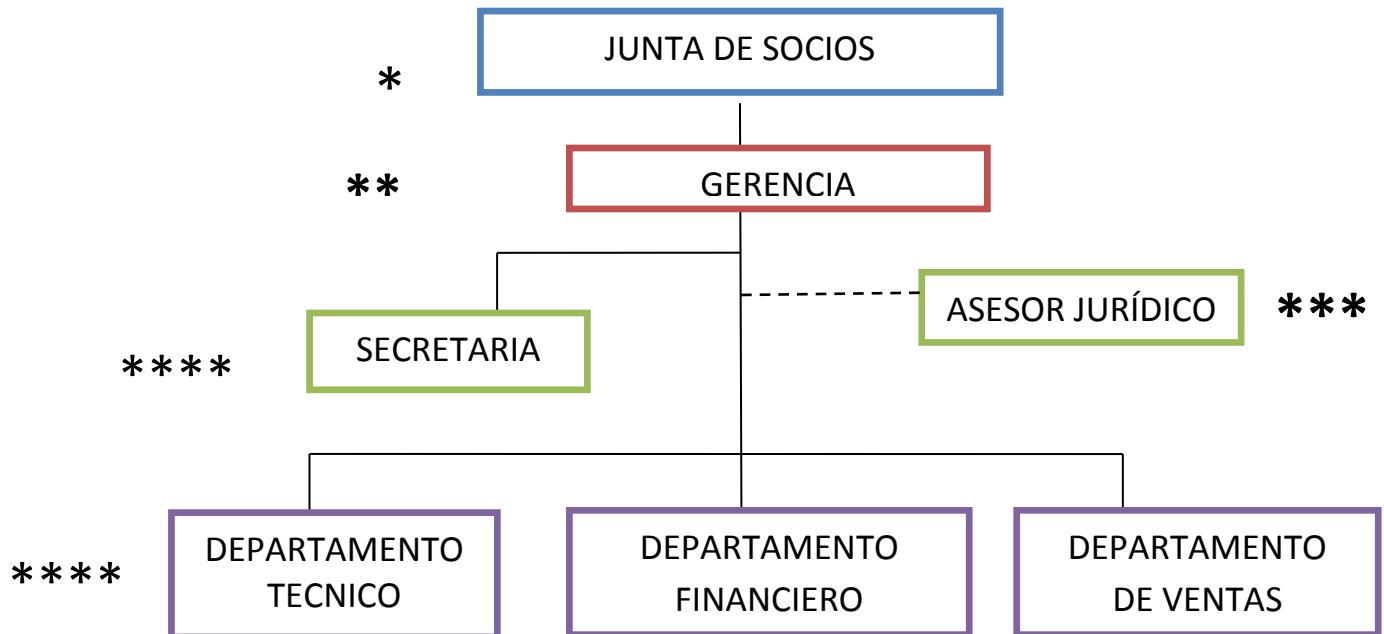 JUNTA DE SOCIOS
*
**
GERENCIA
ASESOR JURÍDICO
***
SECRETARIA
****
DEPARTAMENTO
TECNICO
DEPARTAMENTO
FINANCIERO
DEPARTAMENTO
DE VENTAS
****